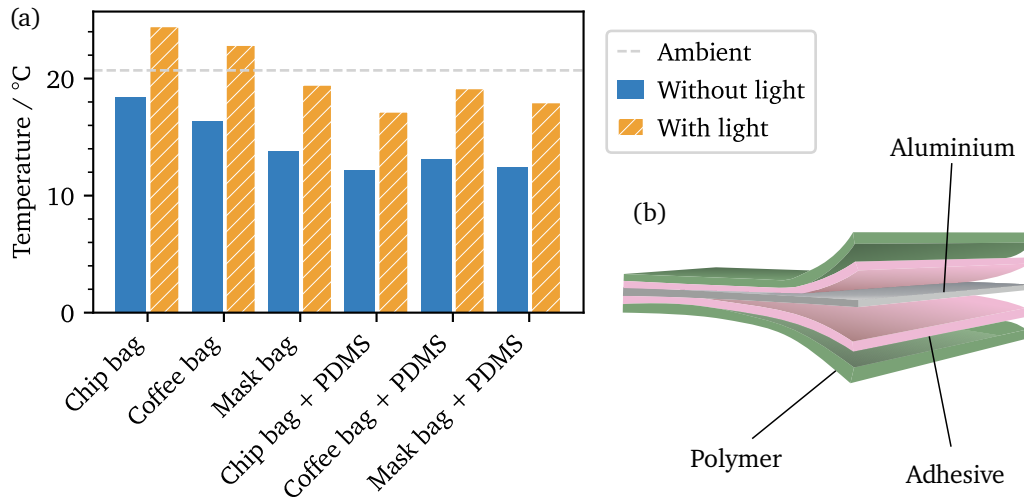 (a)
Temperature / °C
20
10
0
Chip bag
Coffee bag
Mask bag
Chip bag + PDMS
Coffee bag + PDMS
Mask bag + PDMS
Ambient
Without light
With light
(b)
Aluminium
Polymer
Adhesive